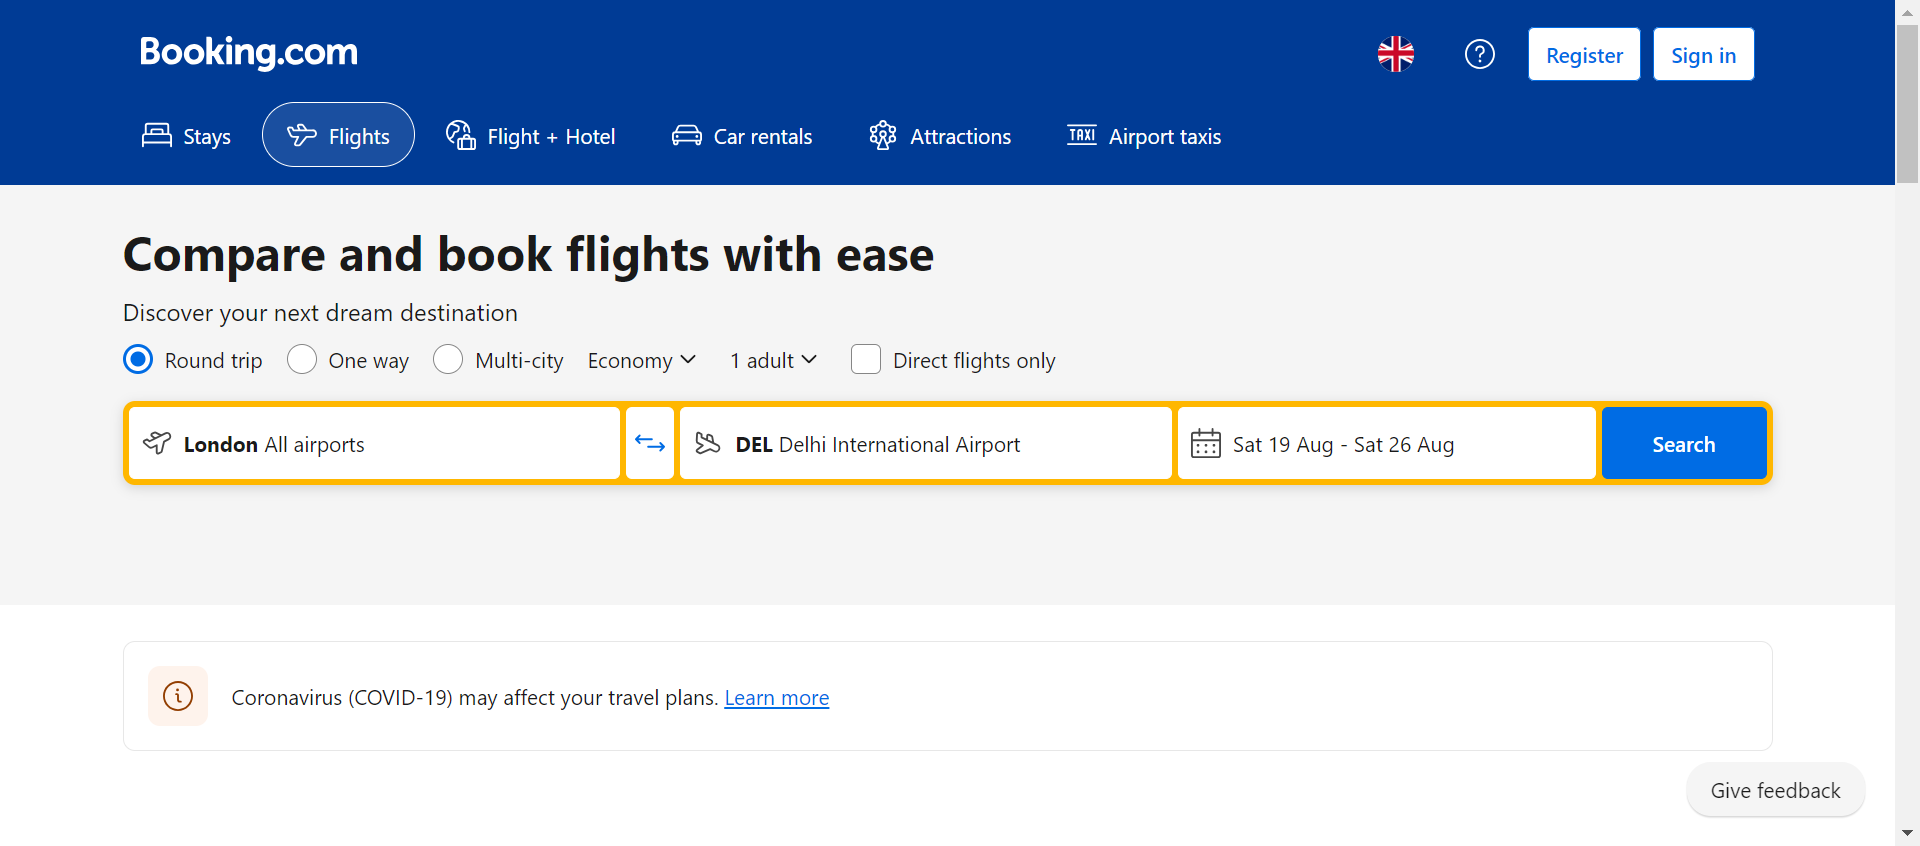 Booking.com
Register
Sign in
Stays
Flights
Flight + Hotel
Car rentals
Attractions
TAXI
Airport taxis
Compare and book flights with ease
Discover your next dream destination
Round trip
One way
Multi-city
Economy
1 adult
Direct flights only
London All airports
DEL Delhi International Airport
Sat 19 Aug - Sat 26 Aug
Search
Coronavirus (COVID-19) may affect your travel plans. Learn more
Give feedback